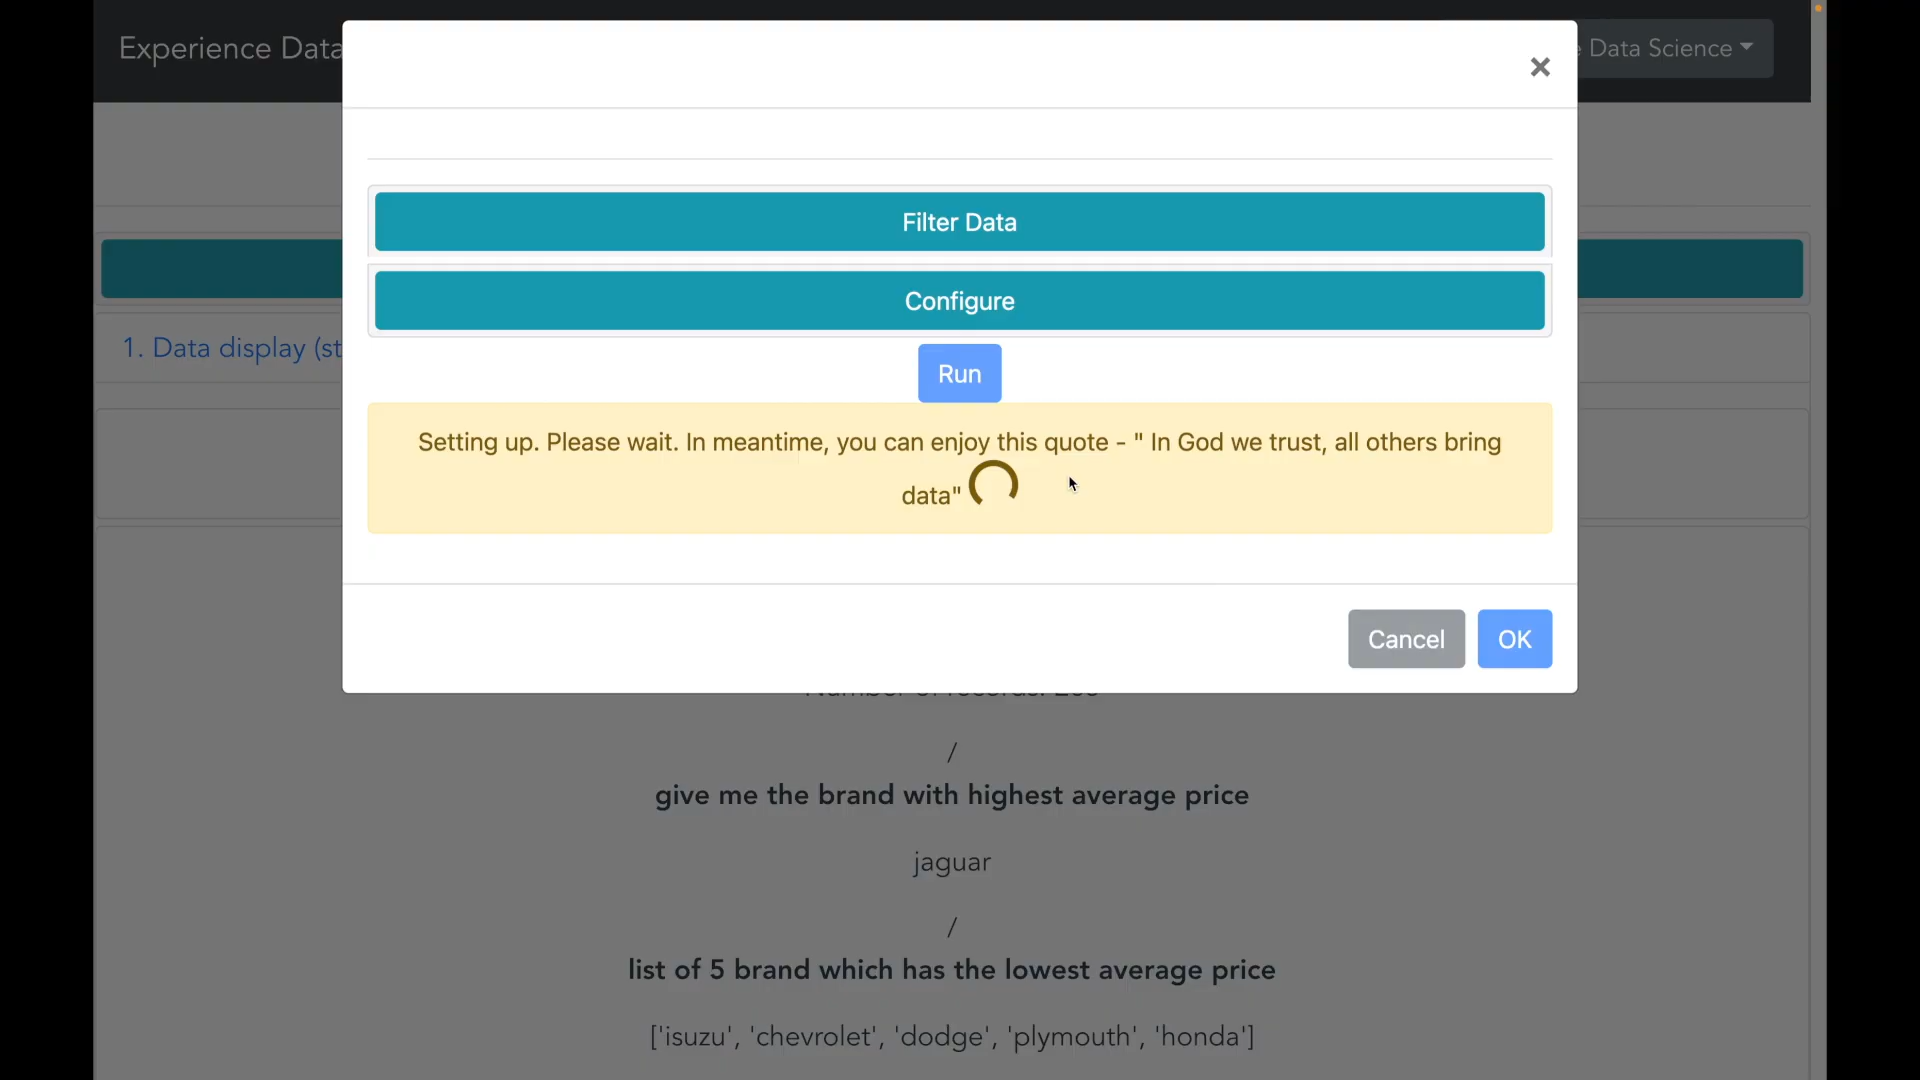 Experience Data
×
Data Science
Filter Data
Configure
1. Data display (st
Run
Setting up. Please wait. In meantime, you can enjoy this quote - " In God we trust, all others bring
data"
Cancel
OK
/
give me the brand with highest average price
jaguar
/
list of 5 brand which has the lowest average price
['isuzu', 'chevrolet', 'dodge', 'plymouth', 'honda']